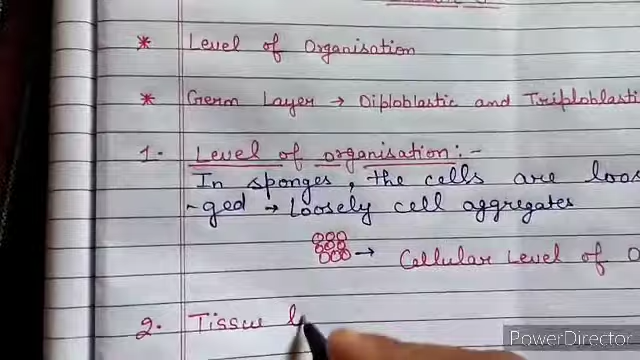 * Level of Organisation
* Germ Layer → Diploblastic and Triploblasti
1. Level of organisation:-
In sponges, the cells are loos
-ged → Loosely cell aggregates
→ Cellular Level of O
2. Tissue l
PowerDirector